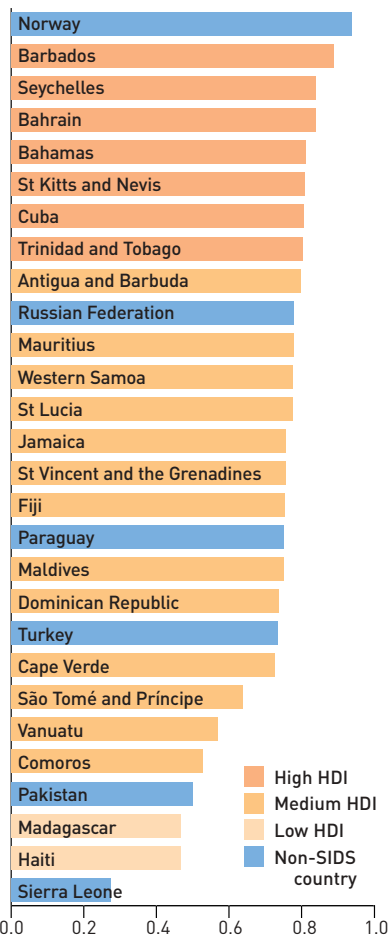 Norway
Barbados
Seychelles
Bahrain
Bahamas
St Kitts and Nevis
Cuba
Trinidad and Tobago
Antigua and Barbuda
Russian Federation
Mauritius
Western Samoa
St Lucia
Jamaica
St Vincent and the Grenadines
Fiji
Paraguay
Maldives
Dominican Republic
Turkey
Cape Verde
São Tomé and Príncipe
Vanuatu
Comoros
Pakistan
Madagascar
Haiti
Sierra Leone
High HDI
Medium HDI
Low HDI
Non-SIDS
country
0.0 0.2 0.4 0.6 0.8 1.0